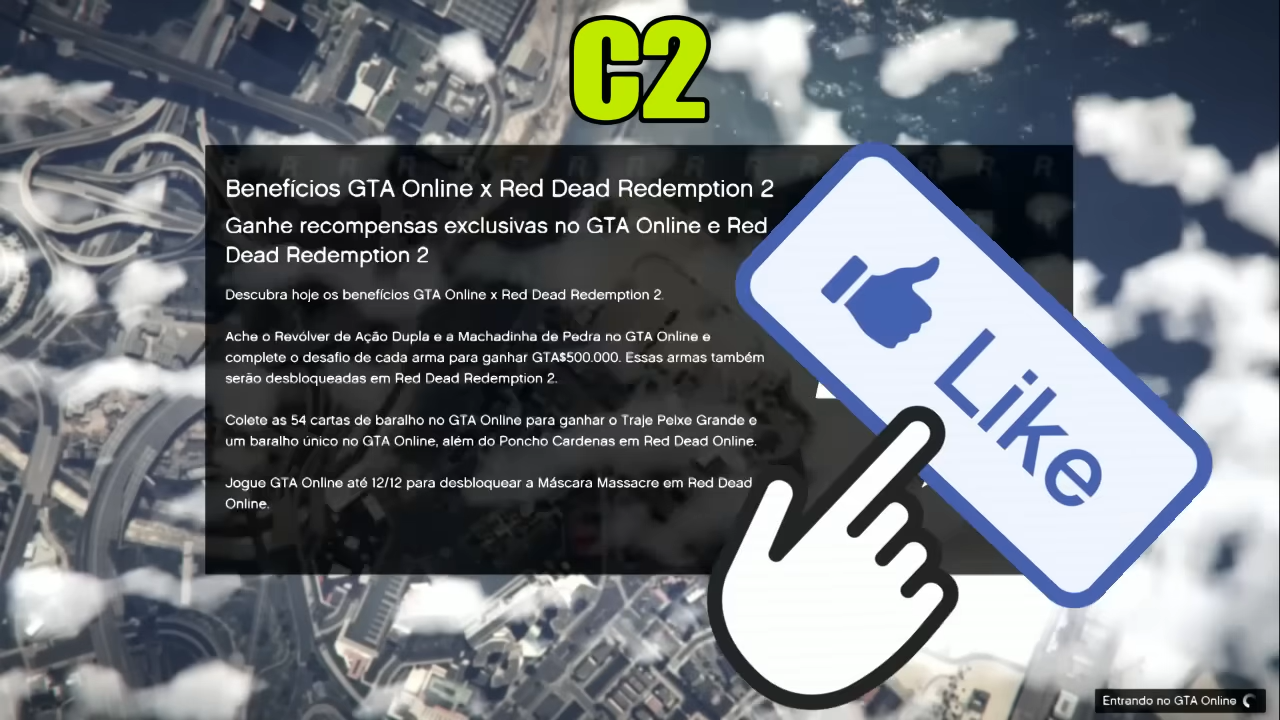 C2
Benefícios GTA Online x Red Dead Redemption 2
Ganhe recompensas exclusivas no GTA Online e Red
Dead Redemption 2
Descubra hoje os benefícios GTA Online x Red Dead Redemption 2.
Ache o Revólver de Ação Dupla e a Machadinha de Pedra no GTA Online e
complete o desafio de cada arma para ganhar GTA$500.000. Essas armas também
serão desbloqueadas em Red Dead Redemption 2.
Colete as 54 cartas de baralho no GTA Online para ganhar o Traje Peixe Grande e
um baralho único no GTA Online, além do Poncho Cardenas em Red Dead Online.
Jogue GTA Online até 12/12 para desbloquear a Máscara Massacre em Red Dead
Online.
Like
Entrando no GTA Online